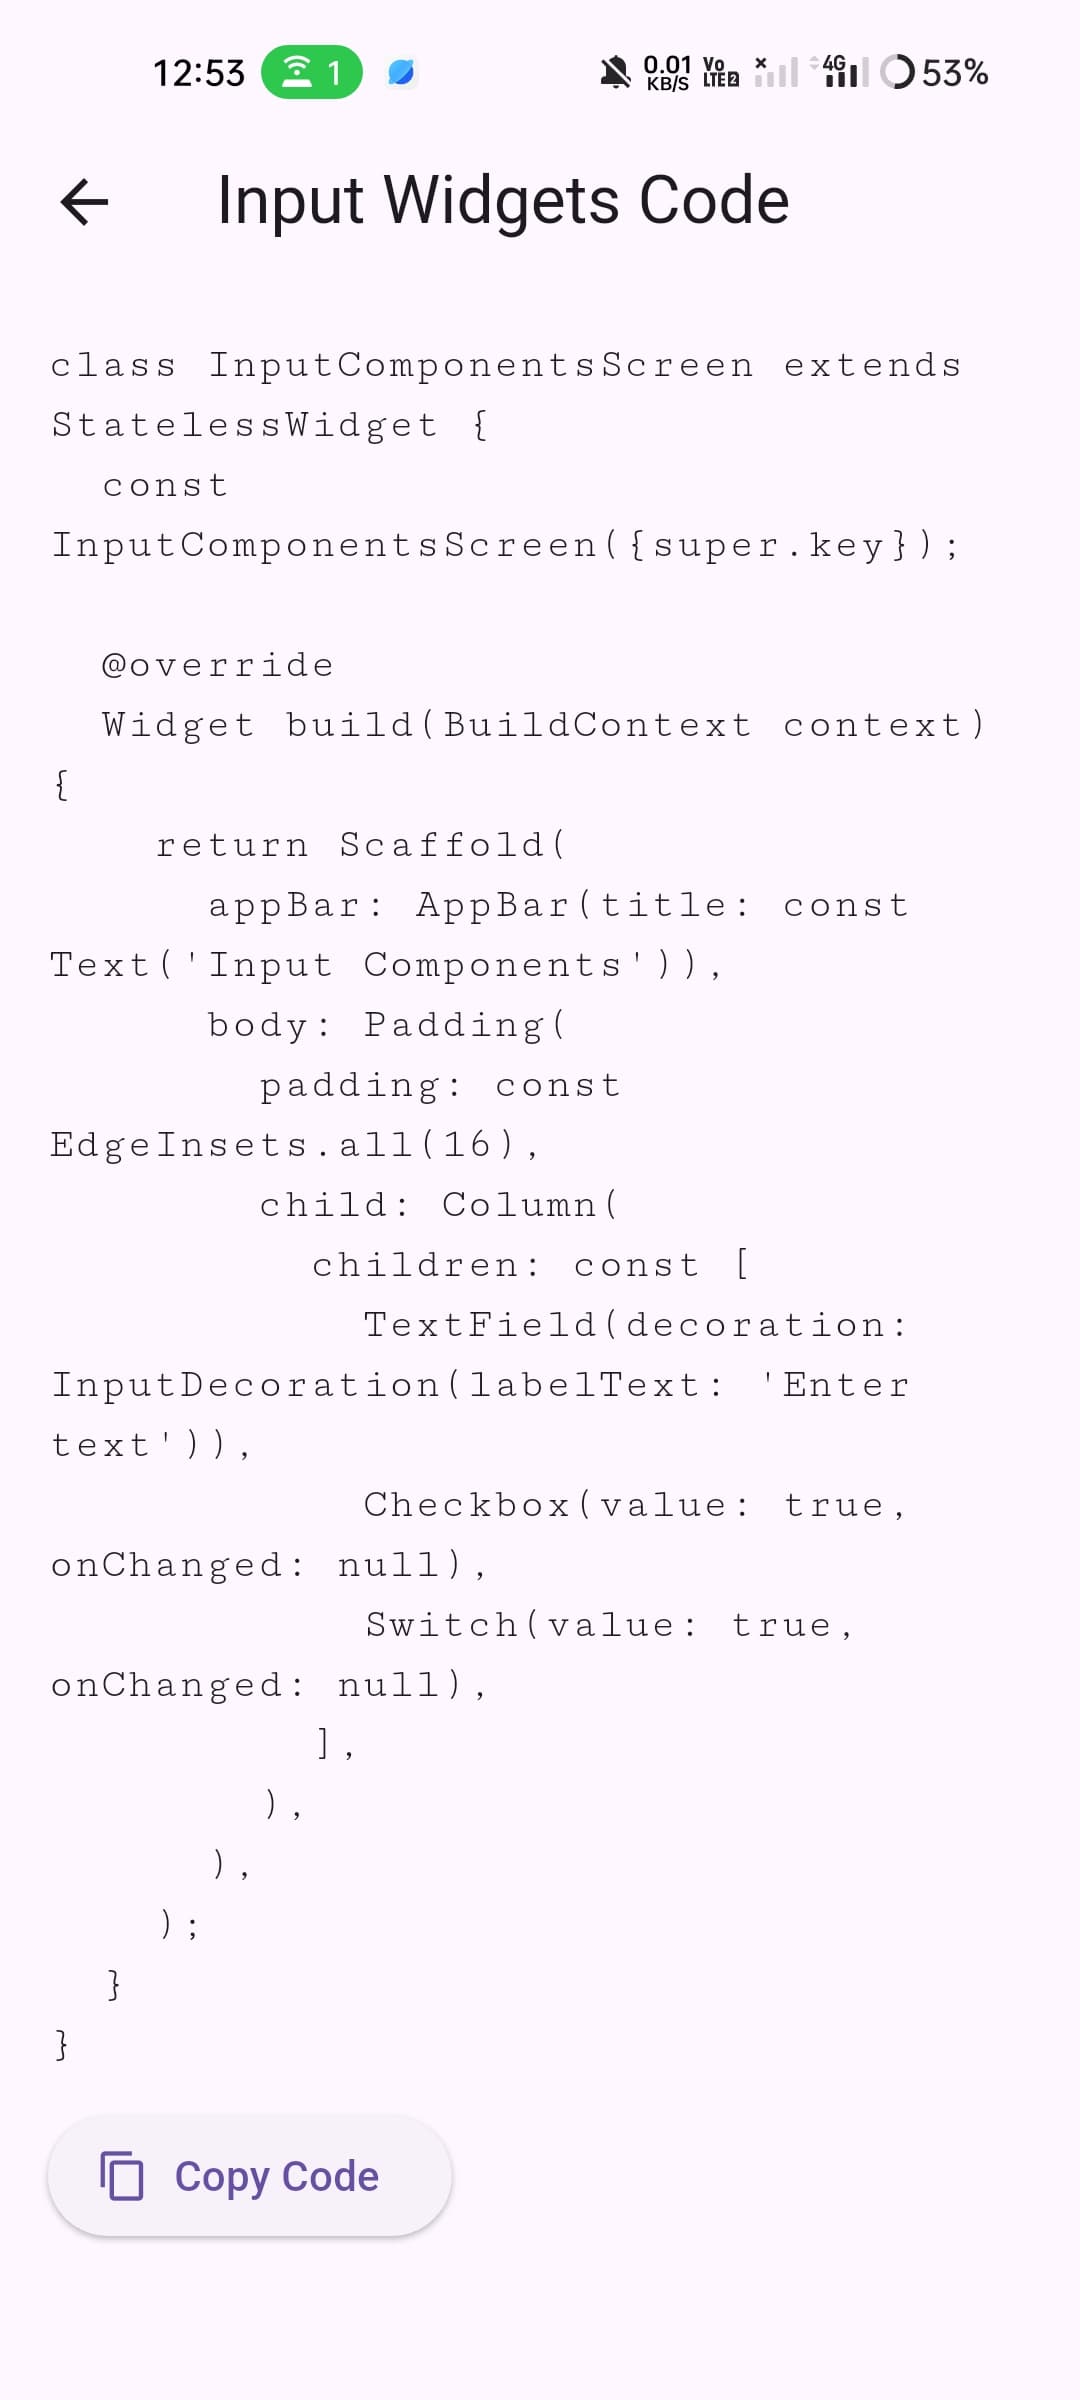 12:53 1 0.01 KB/S Vo LTE 2 4G 53%
Input Widgets Code
class InputComponentsScreen extends
StatelessWidget {
  const
InputComponentsScreen({super.key});

  @override
  Widget build(BuildContext context)
{
    return Scaffold(
      appBar: AppBar(title: const
Text('Input Components')),
      body: Padding(
        padding: const
EdgeInsets.all(16),
        child: Column(
          children: const [
            TextField(decoration:
InputDecoration(labelText: 'Enter
text')),
            Checkbox(value: true,
onChanged: null),
            Switch(value: true,
onChanged: null),
          ],
        ),
      ),
    );
  }
}
Copy Code